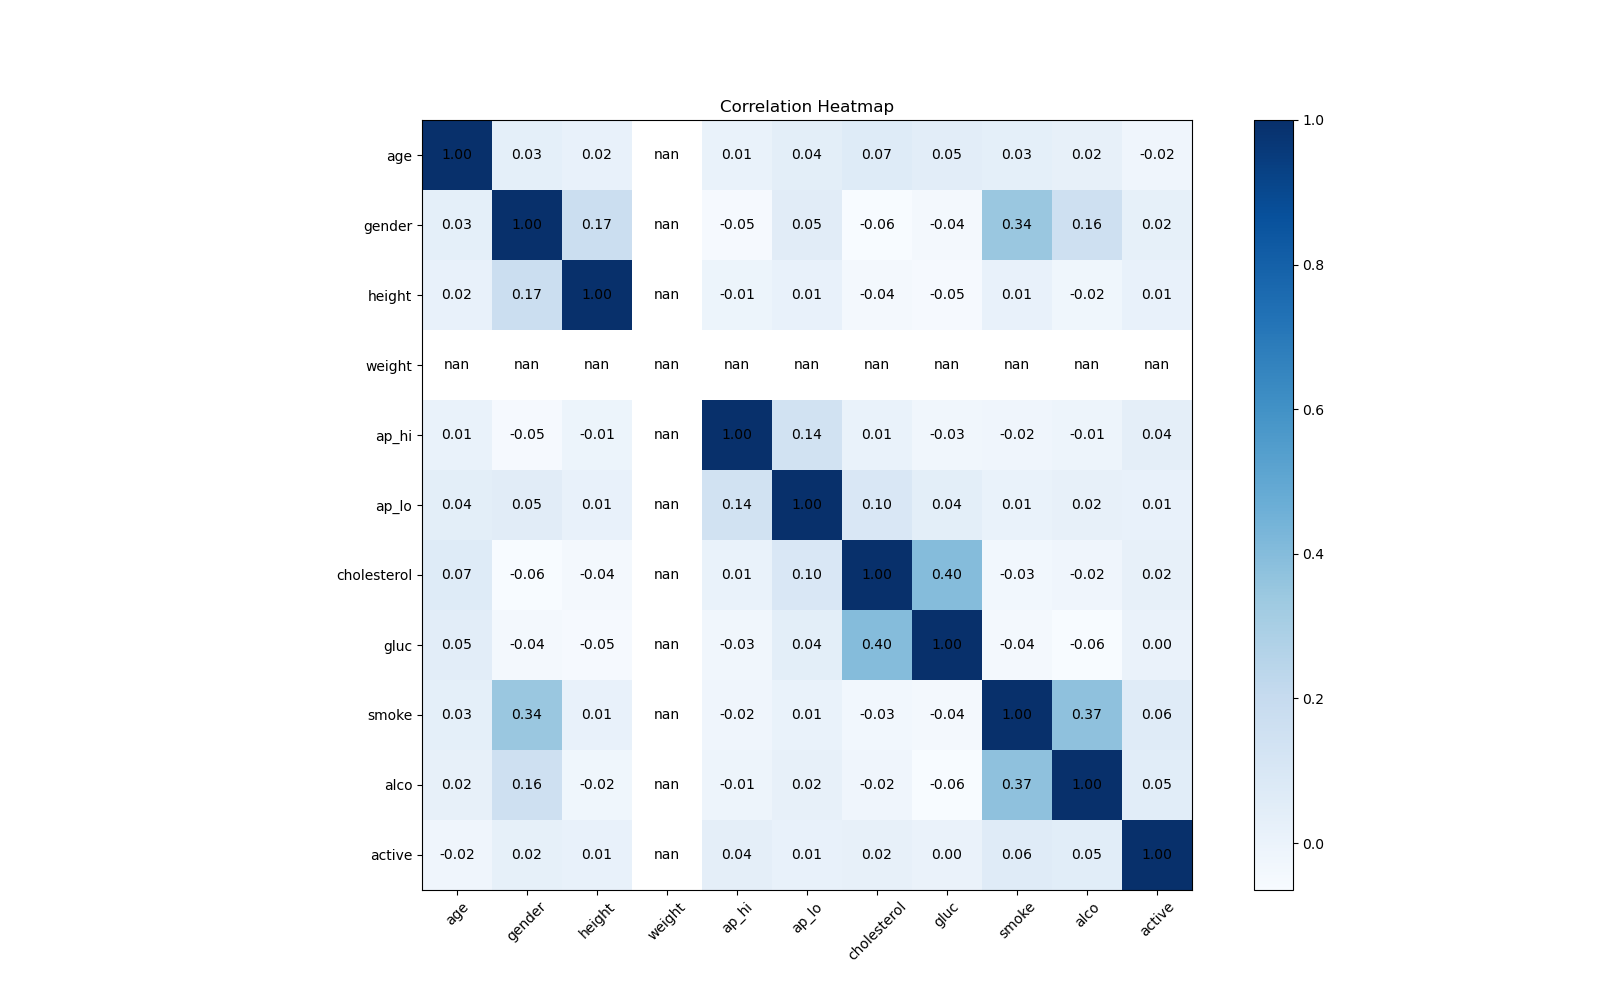 Correlation Heatmap
age 1.00 0.03 0.02 nan 0.01 0.04 0.07 0.05 0.03 0.02 -0.02
gender 0.03 1.00 0.17 nan -0.05 0.05 -0.06 -0.04 0.34 0.16 0.02
height 0.02 0.17 1.00 nan -0.01 0.01 -0.04 -0.05 0.01 -0.02 0.01
weight nan nan nan nan nan nan nan nan nan nan nan
ap_hi 0.01 -0.05 -0.01 nan 1.00 0.14 0.01 -0.03 -0.02 -0.01 0.04
ap_lo 0.04 0.05 0.01 nan 0.14 1.00 0.10 0.04 0.01 0.02 0.01
cholesterol 0.07 -0.06 -0.04 nan 0.01 0.10 1.00 0.40 -0.03 -0.02 0.02
gluc 0.05 -0.04 -0.05 nan -0.03 0.04 0.40 1.00 -0.04 -0.06 0.00
smoke 0.03 0.34 0.01 nan -0.02 0.01 -0.03 -0.04 1.00 0.37 0.06
alco 0.02 0.16 -0.02 nan -0.01 0.02 -0.02 -0.06 0.37 1.00 0.05
active -0.02 0.02 0.01 nan 0.04 0.01 0.02 0.00 0.06 0.05 1.00
age gender height weight ap_hi ap_lo cholesterol gluc smoke alco active
1.0
0.8
0.6
0.4
0.2
0.0